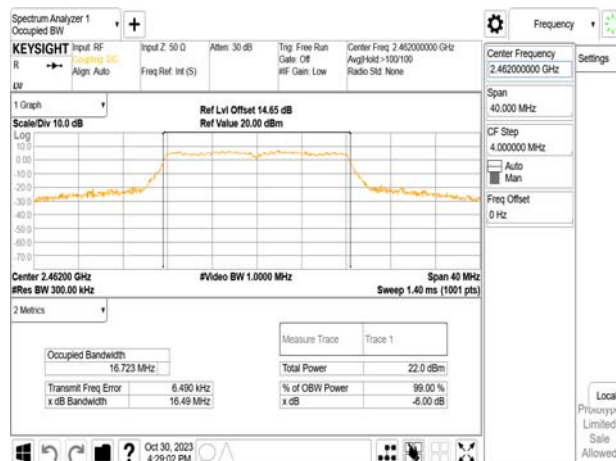 Spectrum Analyzer 1
Occupied BW
+
Frequency
KEYSIGHT
R
Input: RF
Coupling: DC
Align: Auto
Input Z: 50 Ω
Freq Ref: Int (S)
Atten: 30 dB
Trig: Free Run
Gate: Off
#IF Gain: Low
Center Freq: 2.462000000 GHz
Avg|Hold:>100/100
Radio Std: None
Center Frequency
2.462000000 GHz
Settings
Span
40.000 MHz
CF Step
4.000000 MHz
Auto
Man
Freq Offset
0 Hz
1 Graph
Scale/Div 10.0 dB
Ref Lvl Offset 14.65 dB
Ref Value 20.00 dBm
Log
10.0
0.00
-10.0
-20.0
-30.0
-40.0
-50.0
-60.0
-70.0
Center 2.46200 GHz
#Res BW 300.00 kHz
#Video BW 1.0000 MHz
Span 40 MHz
Sweep 1.40 ms (1001 pts)
2 Metrics
Measure Trace Trace 1
Occupied Bandwidth
16.723 MHz
Total Power 22.0 dBm
Transmit Freq Error 6.490 kHz
% of OBW Power 99.00 %
x dB Bandwidth 16.49 MHz
x dB -6.00 dB
Local
Prototype
Limited
Sale
Allowed
?
Oct 30, 2023
4:29:02 PM